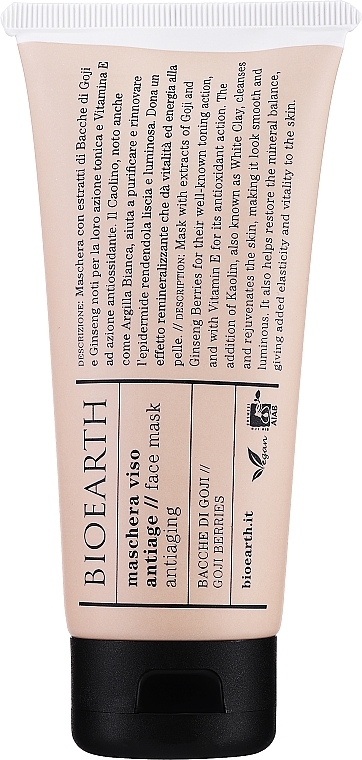 BIOEARTH
maschera viso
antiage // face mask
antiaging
BACCHE DI GOJI //
GOJI BERRIES
bioearth.it
Vegan
AIAB
DESCRIZIONE: Maschera con estratti di Bacche di Goji
e Ginseng noti per la loro azione tonica e Vitamina E
ad azione antiossidante. Il Caolino, noto anche
come Argilla Bianca, aiuta a purificare e rinnovare
l'epidermide rendendola liscia e luminosa. Dona un
effetto remineralizzante che dà vitalità ed energia alla
pelle. // DESCRIPTION: Mask with extracts of Goji and
Ginseng Berries for their well-known toning action,
and with Vitamin E for its antioxidant action. The
addition of Kaolin, also known as White Clay, cleanses
and rejuvenates the skin, making it look smooth and
luminous. It also helps restore the mineral balance,
giving added elasticity and vitality to the skin.